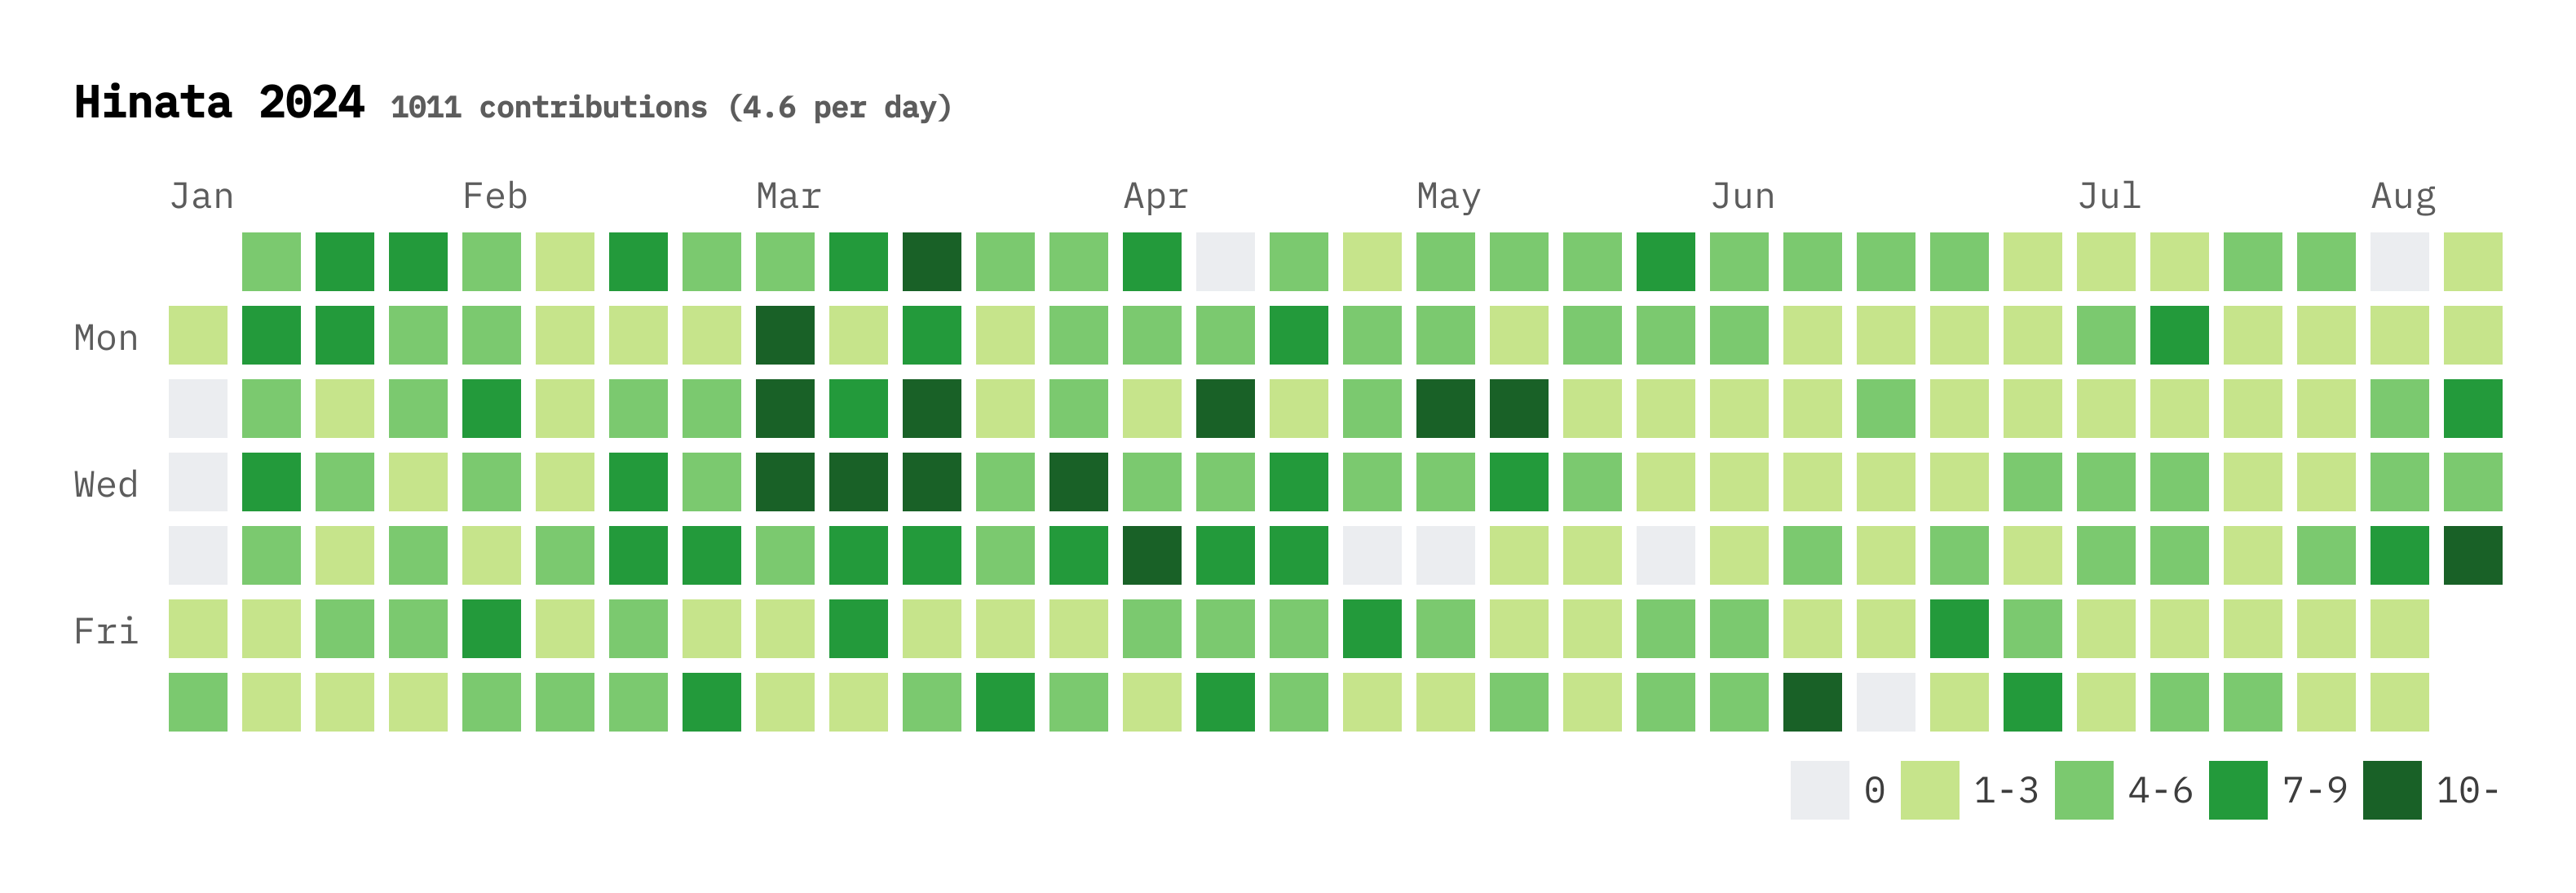 Hinata 2024 1011 contributions (4.6 per day)
Jan Feb Mar Apr May Jun Jul Aug
Mon
Wed
Fri
0 1-3 4-6 7-9 10-